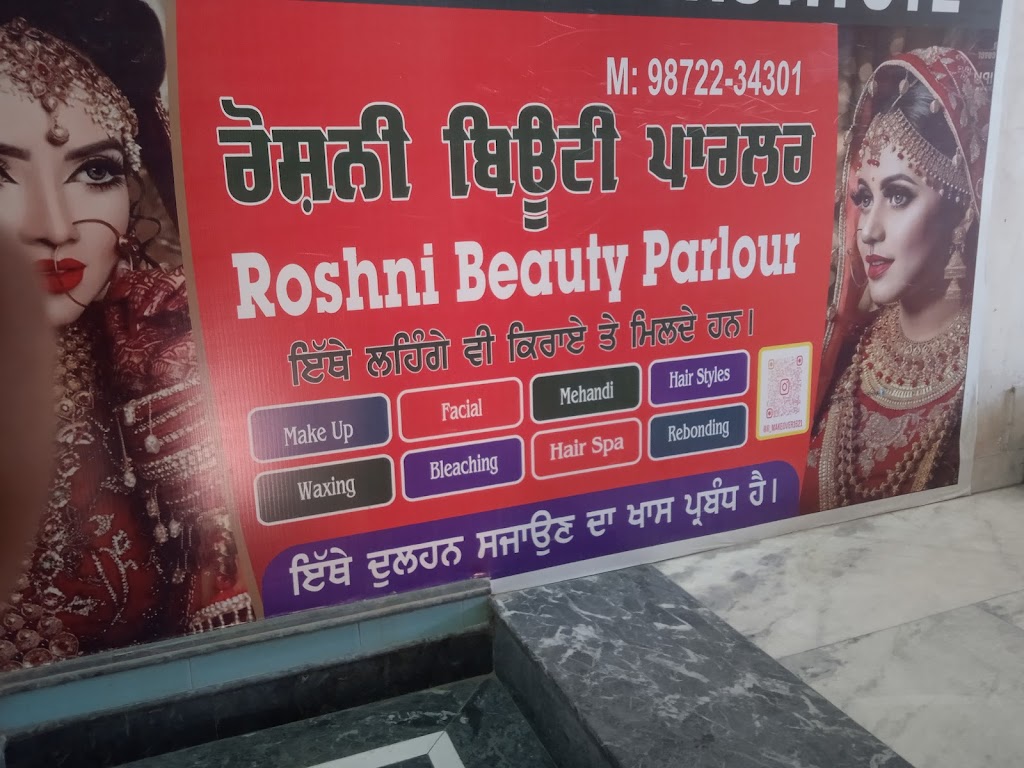 M: 98722-34301
ਰੋਸ਼ਨੀ ਬਿਊਟੀ ਪਾਰਲਰ
Roshni Beauty Parlour
ਇੱਥੇ ਲਹਿੰਗੇ ਵੀ ਕਿਰਾਏ ਤੇ ਮਿਲਦੇ ਹਨ।
Make Up Facial Mehandi Hair Styles
Waxing Bleaching Hair Spa Rebonding
ਇੱਥੇ ਦੁਲਹਨ ਸਜਾਉਣ ਦਾ ਖਾਸ ਪ੍ਰਬੰਧ ਹੈ।